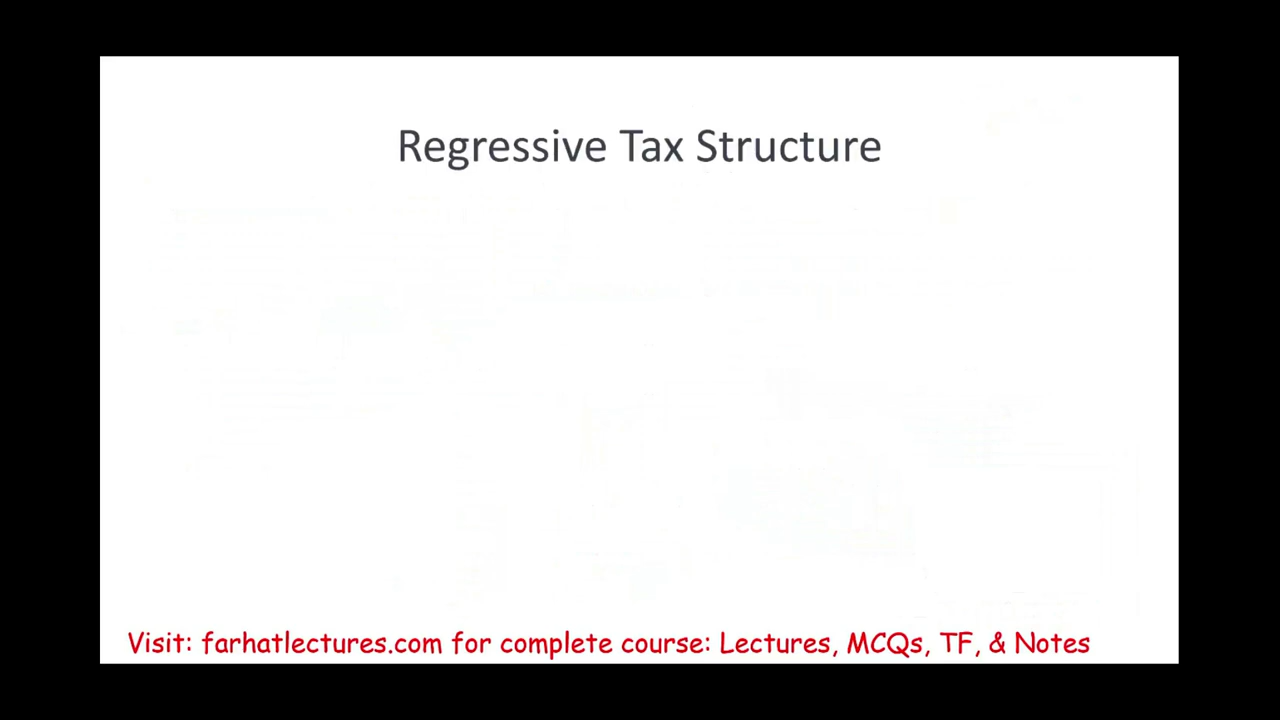 Regressive Tax Structure
Visit: farhatlectures.com for complete course: Lectures, MCQs, TF, & Notes